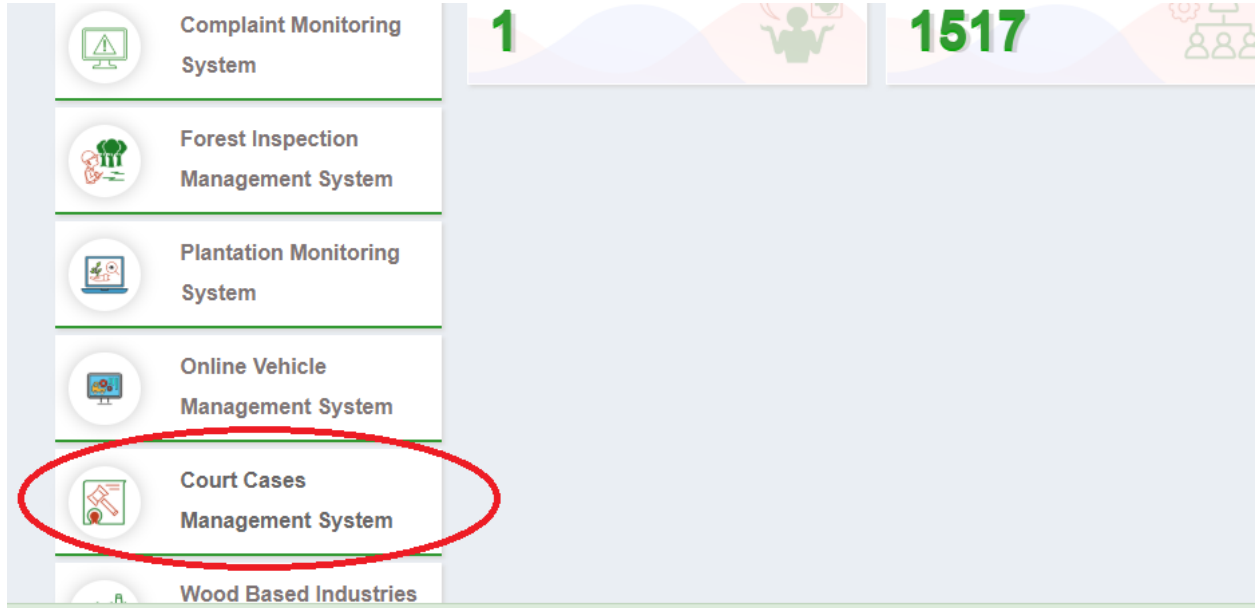 Complaint Monitoring
System
1
1517
Forest Inspection
Management System
Plantation Monitoring
System
Online Vehicle
Management System
Court Cases
Management System
Wood Based Industries